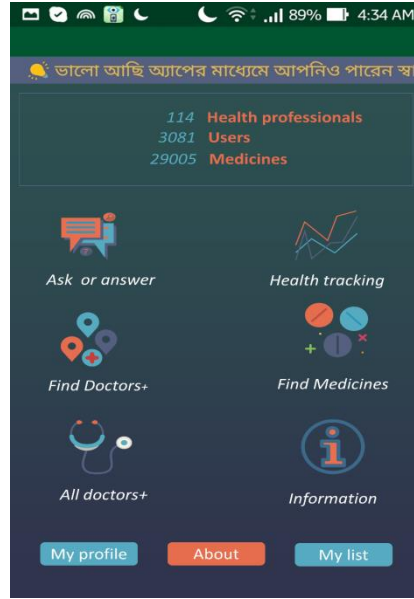 89% 4:34 AM
ভালো আছি অ্যাপের মাধ্যেমে আপনিও পারেন স্বা
114 Health professionals
3081 Users
29005 Medicines
Ask or answer
Health tracking
Find Doctors+
Find Medicines
All doctors+
Information
My profile
About
My list